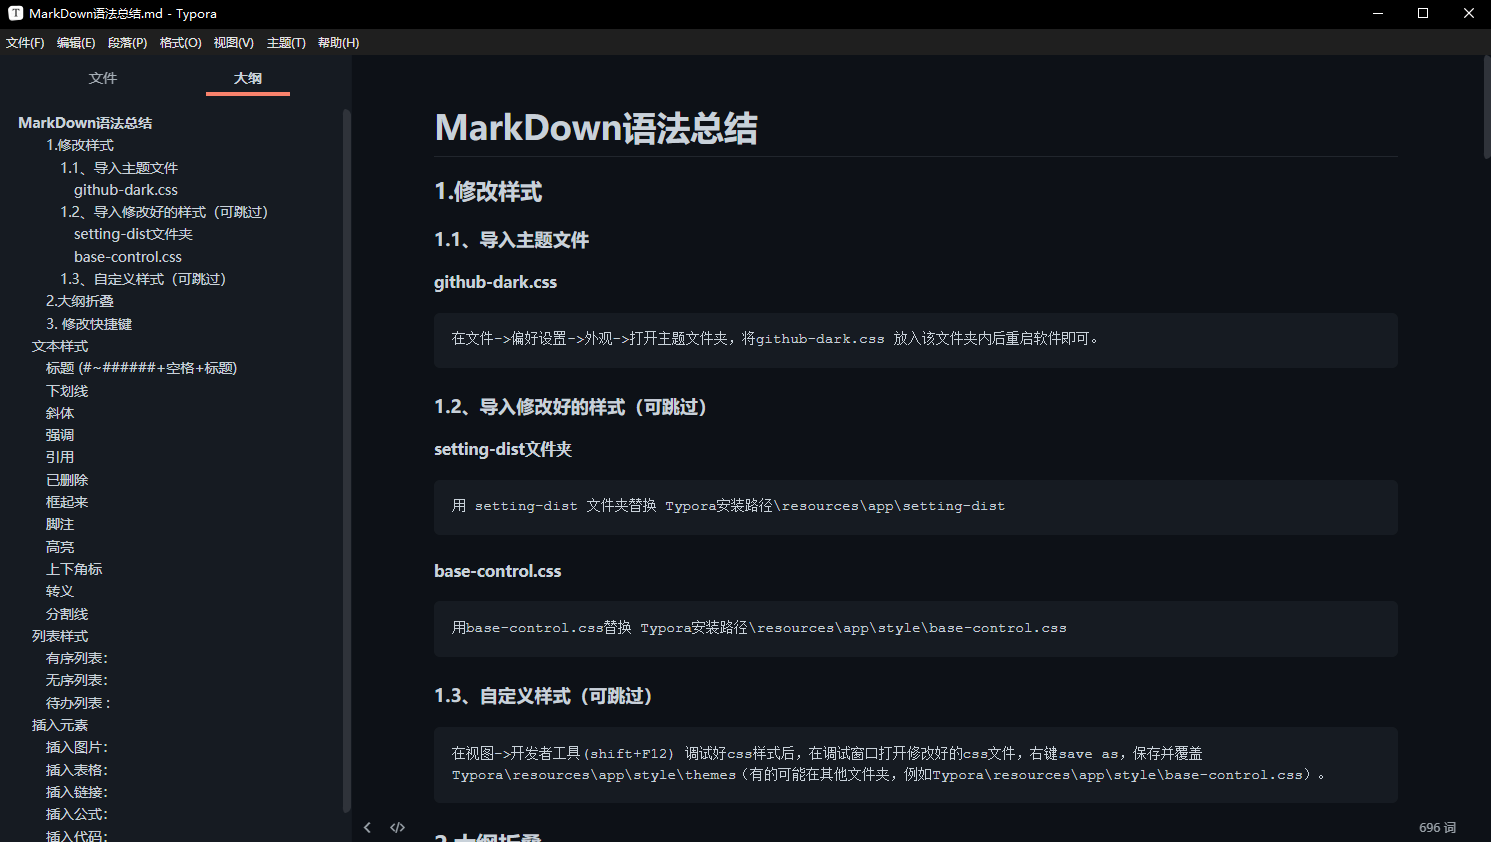 MarkDown语法总结.md - Typora
文件(F) 编辑(E) 段落(P) 格式(O) 视图(V) 主题(T) 帮助(H)
文件 大纲
MarkDown语法总结
1.修改样式
1.1、导入主题文件
github-dark.css
1.2、导入修改好的样式（可跳过）
setting-dist文件夹
base-control.css
1.3、自定义样式（可跳过）
2.大纲折叠
3. 修改快捷键
文本样式
标题 (#~######+空格+标题)
下划线
斜体
强调
引用
已删除
框起来
脚注
高亮
上下角标
转义
分割线
列表样式
有序列表：
无序列表：
待办列表：
插入元素
插入图片：
插入表格：
插入链接：
插入公式：
插入代码：
MarkDown语法总结
1.修改样式
1.1、导入主题文件
github-dark.css
在文件->偏好设置->外观->打开主题文件夹，将github-dark.css 放入该文件夹内后重启软件即可。
1.2、导入修改好的样式（可跳过）
setting-dist文件夹
用 setting-dist 文件夹替换 Typora安装路径\resources\app\setting-dist
base-control.css
用base-control.css替换 Typora安装路径\resources\app\style\base-control.css
1.3、自定义样式（可跳过）
在视图->开发者工具(shift+F12) 调试好css样式后，在调试窗口打开修改好的css文件，右键save as，保存并覆盖
Typora\resources\app\style\themes（有的可能在其他文件夹，例如Typora\resources\app\style\base-control.css）。
2.大纲折叠
696 词